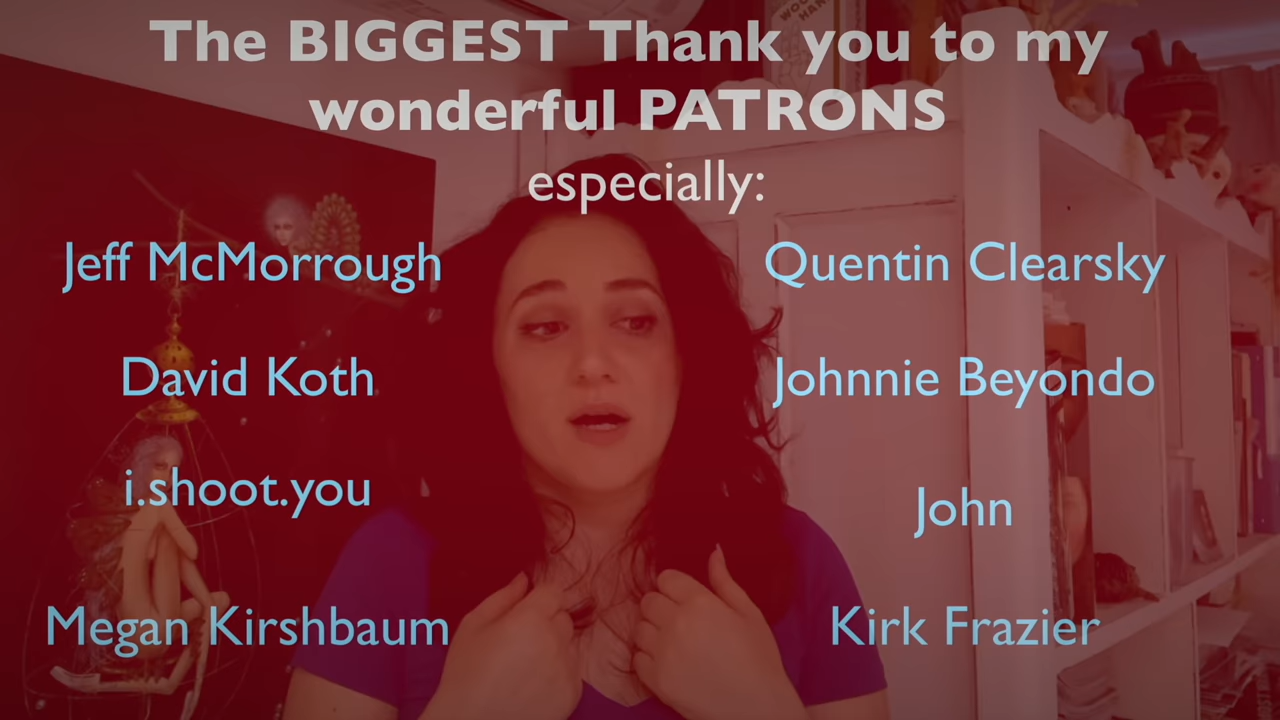 The BIGGEST Thank you to my
wonderful PATRONS
especially:
Jeff McMorrough
Quentin Clearsky
David Koth
Johnnie Beyondo
i.shoot.you
John
Megan Kirshbaum
Kirk Frazier